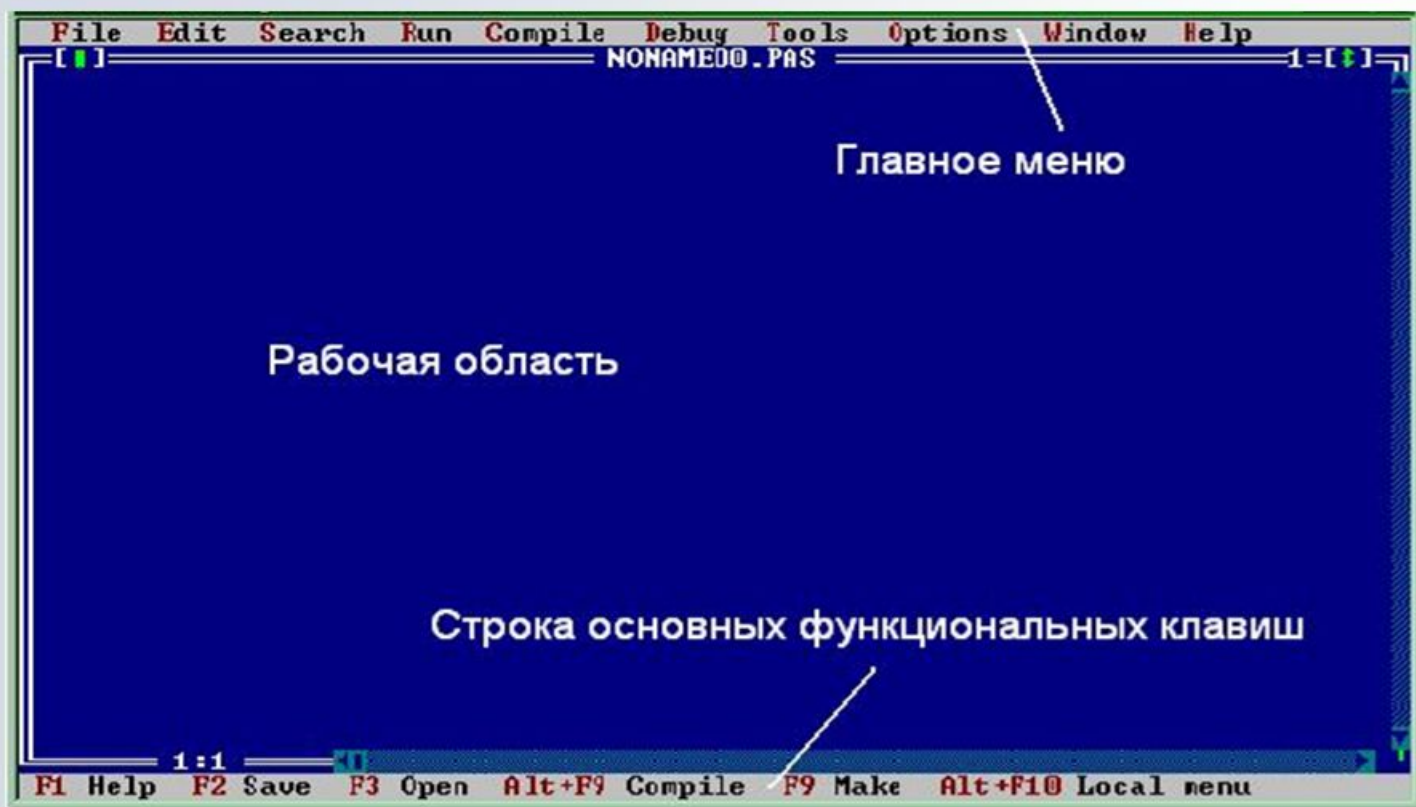 File Edit Search Run Compile Debug Tools Options Window Help
[▮] NONAME00.PAS 1=[↕]
Главное меню
Рабочая область
Строка основных функциональных клавиш
1:1
F1 Help F2 Save F3 Open Alt+F9 Compile F9 Make Alt+F10 Local menu